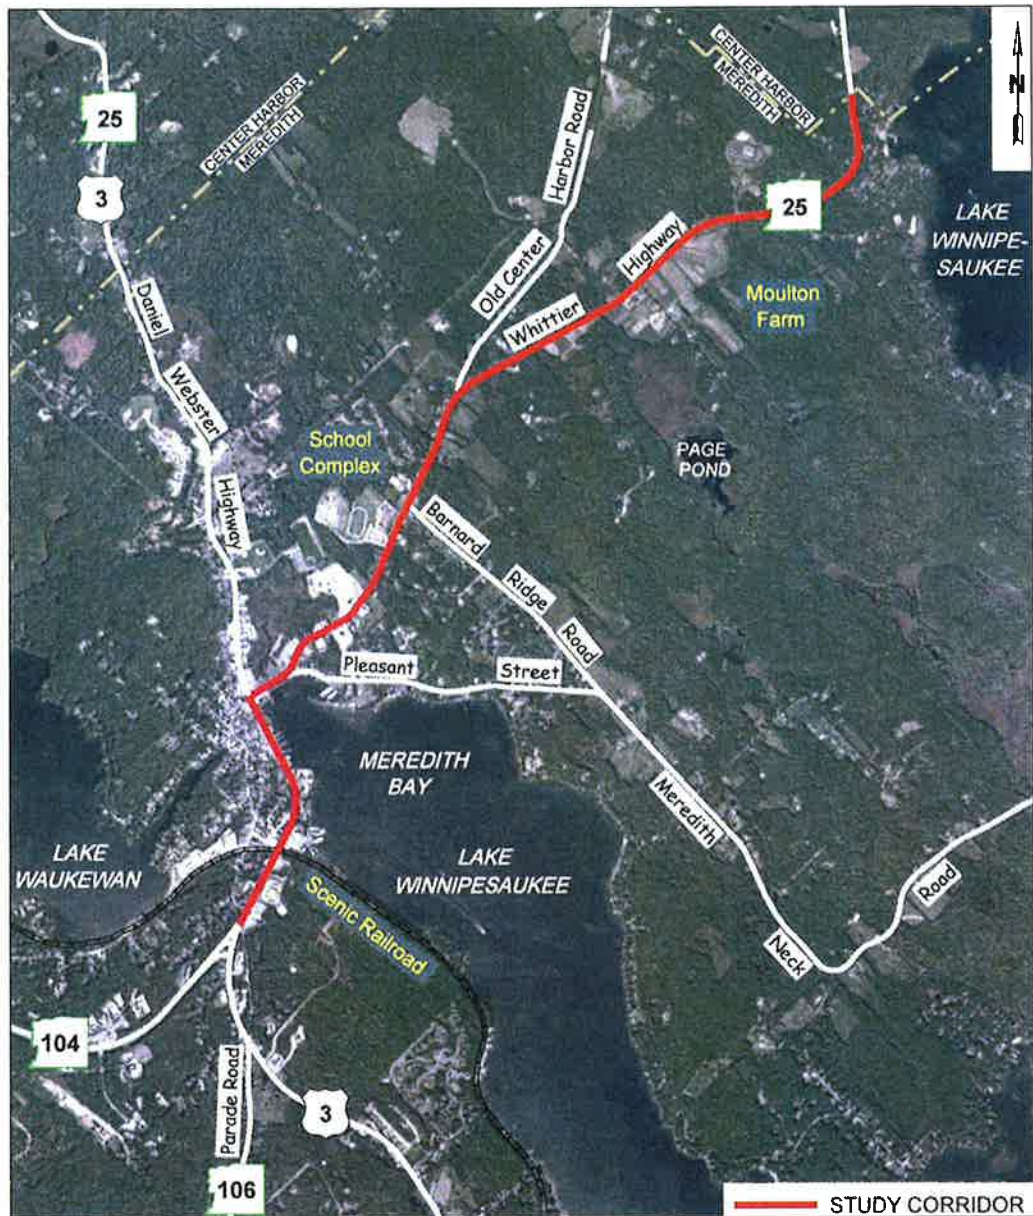 N
25
CENTER HARBOR
MEREDITH
CENTER HARBOR
MEREDITH
Harbor Road
3
25
LAKE
WINNIPE-
SAUKEE
Old Center
Highway
Daniel
Whittier
Moulton
Farm
Webster
School
Complex
PAGE
POND
Highway
Barnard
Ridge
Road
Pleasant
Street
MEREDITH
BAY
Meredith
LAKE
WAUKEWAN
LAKE
WINNIPESAUKEE
Road
Scenic Railroad
Neck
104
Parade Road
3
106
STUDY CORRIDOR